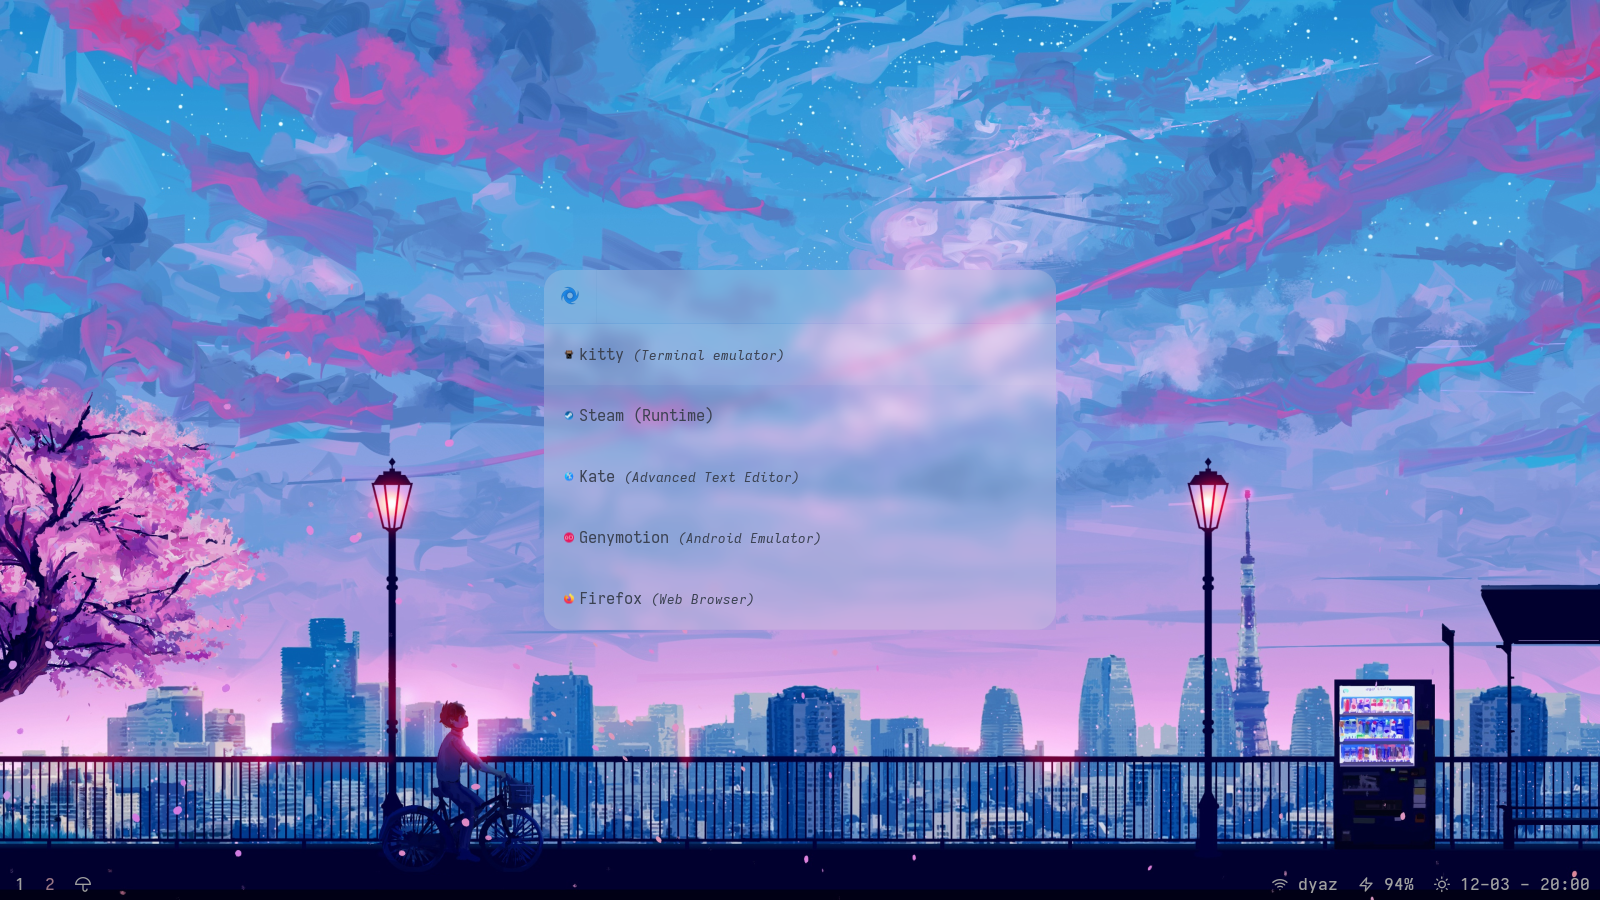 kitty (Terminal emulator)
Steam (Runtime)
Kate (Advanced Text Editor)
Genymotion (Android Emulator)
Firefox (Web Browser)
1 2 dyaz 94% 12-03 - 20:00